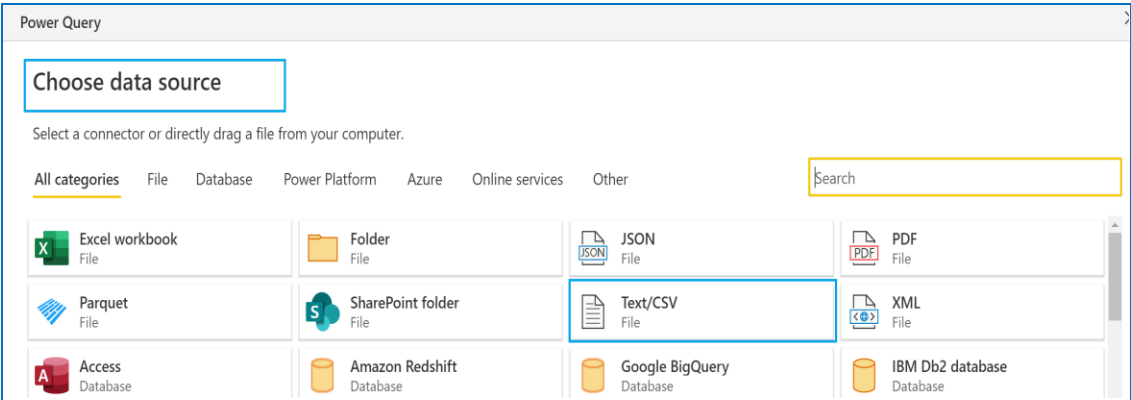 Power Query
Choose data source
Select a connector or directly drag a file from your computer.
All categories File Database Power Platform Azure Online services Other Search
Excel workbook Folder JSON PDF
File File JSON File PDF File
Parquet SharePoint folder Text/CSV XML
File S File File File
Access Amazon Redshift Google BigQuery IBM Db2 database
A Database Database Database Database